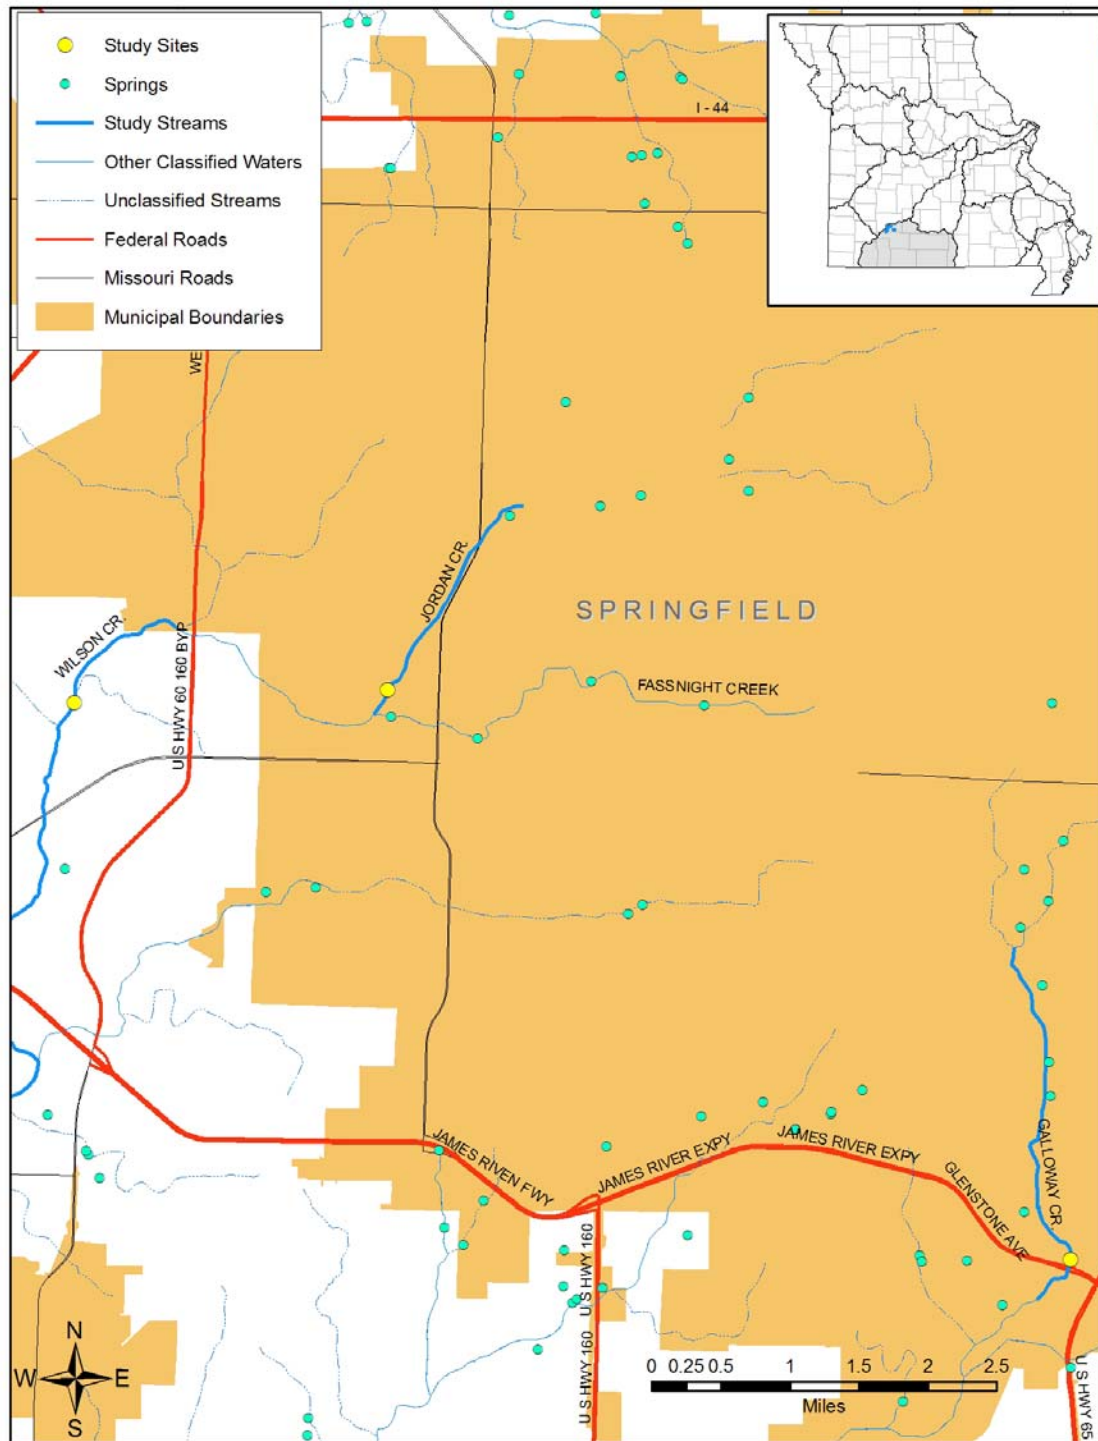 Study Sites
Springs
Study Streams
Other Classified Waters
Unclassified Streams
Federal Roads
Missouri Roads
Municipal Boundaries
I - 44
WE
JORDAN CR.
SPRINGFIELD
WILSON CR.
U S HWY 60 160 BYP
FASSNIGHT CREEK
JAMES RIVEN FWY
JAMES RIVER EXPY
JAMES RIVER EXPY
GLENSTONE AVE
GALLOWAY CR
U S HWY 160
U S HWY 160
U S HWY 65
N
W E
S
0 0.25 0.5 1 1.5 2 2.5
Miles